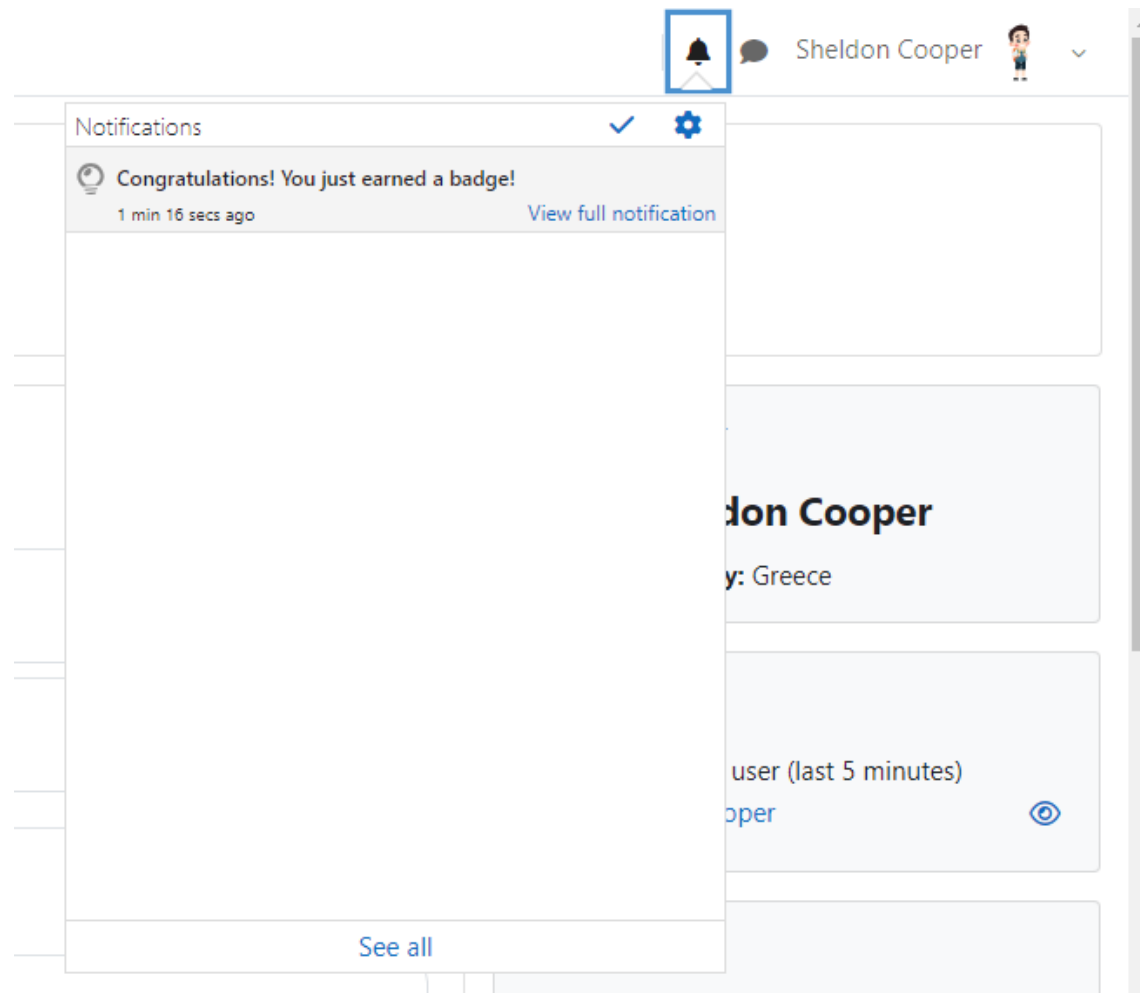 Sheldon Cooper
Notifications
Congratulations! You just earned a badge!
1 min 16 secs ago View full notification
don Cooper
y: Greece
user (last 5 minutes)
oper
See all